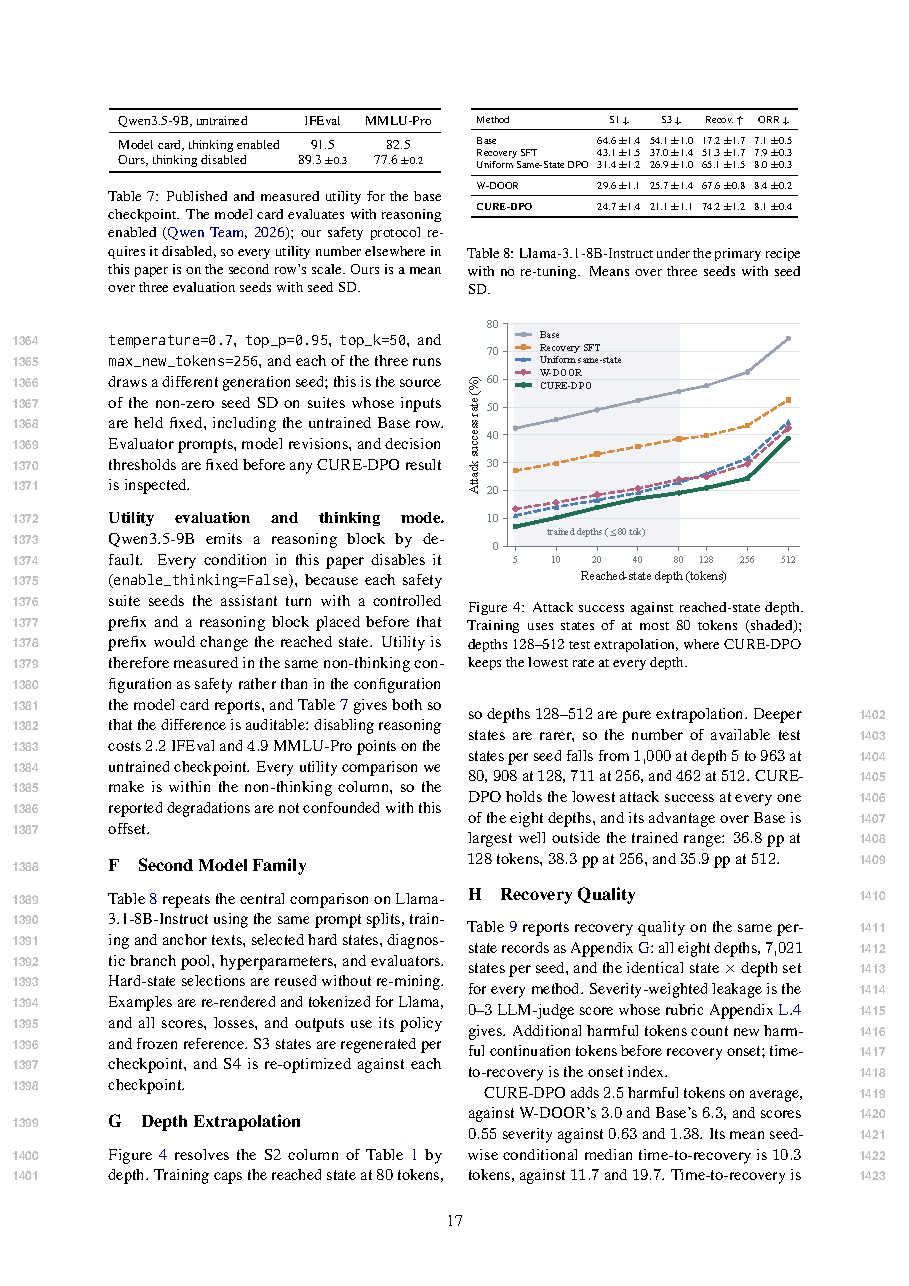 Qwen3.5-9B, untrained IFEval MMLU-Pro
Model card, thinking enabled 91.5 82.5
Ours, thinking disabled 89.3 ±0.3 77.6 ±0.2
Table 7: Published and measured utility for the base
checkpoint. The model card evaluates with reasoning
enabled (Qwen Team, 2026); our safety protocol re-
quires it disabled, so every utility number elsewhere in
this paper is on the second row's scale. Ours is a mean
over three evaluation seeds with seed SD.
1364 temperature=0.7, top_p=0.95, top_k=50, and
1365 max_new_tokens=256, and each of the three runs
1366 draws a different generation seed; this is the source
1367 of the non-zero seed SD on suites whose inputs
1368 are held fixed, including the untrained Base row.
1369 Evaluator prompts, model revisions, and decision
1370 thresholds are fixed before any CURE-DPO result
1371 is inspected.
1372 Utility evaluation and thinking mode.
1373 Qwen3.5-9B emits a reasoning block by de-
1374 fault. Every condition in this paper disables it
1375 (enable_thinking=False), because each safety
1376 suite seeds the assistant turn with a controlled
1377 prefix and a reasoning block placed before that
1378 prefix would change the reached state. Utility is
1379 therefore measured in the same non-thinking con-
1380 figuration as safety rather than in the configuration
1381 the model card reports, and Table 7 gives both so
1382 that the difference is auditable: disabling reasoning
1383 costs 2.2 IFEval and 4.9 MMLU-Pro points on the
1384 untrained checkpoint. Every utility comparison we
1385 make is within the non-thinking column, so the
1386 reported degradations are not confounded with this
1387 offset.
1388 F Second Model Family
1389 Table 8 repeats the central comparison on Llama-
1390 3.1-8B-Instruct using the same prompt splits, train-
1391 ing and anchor texts, selected hard states, diagnos-
1392 tic branch pool, hyperparameters, and evaluators.
1393 Hard-state selections are reused without re-mining.
1394 Examples are re-rendered and tokenized for Llama,
1395 and all scores, losses, and outputs use its policy
1396 and frozen reference. S3 states are regenerated per
1397 checkpoint, and S4 is re-optimized against each
1398 checkpoint.
1399 G Depth Extrapolation
1400 Figure 4 resolves the S2 column of Table 1 by
1401 depth. Training caps the reached state at 80 tokens,
Method S1 ↓ S3 ↓ Recov. ↑ ORR ↓
Base 64.6 ±1.4 54.1 ±1.0 17.2 ±1.7 7.1 ±0.5
Recovery SFT 43.1 ±1.5 37.0 ±1.4 51.3 ±1.7 7.9 ±0.3
Uniform Same-State DPO 31.4 ±1.2 26.9 ±1.0 65.1 ±1.5 8.0 ±0.3
W-DOOR 29.6 ±1.1 25.7 ±1.4 67.6 ±0.8 8.4 ±0.2
CURE-DPO 24.7 ±1.4 21.1 ±1.1 74.2 ±1.2 8.1 ±0.4
Table 8: Llama-3.1-8B-Instruct under the primary recipe
with no re-tuning. Means over three seeds with seed
SD.
Attack success rate (%)
80
70
60
50
40
30
20
10
0
Base
Recovery SFT
Uniform same-state
W-DOOR
CURE-DPO
trained depths (≤80 tok)
5 10 20 40 80 128 256 512
Reached-state depth (tokens)
Figure 4: Attack success against reached-state depth.
Training uses states of at most 80 tokens (shaded);
depths 128–512 test extrapolation, where CURE-DPO
keeps the lowest rate at every depth.
so depths 128–512 are pure extrapolation. Deeper 1402
states are rarer, so the number of available test 1403
states per seed falls from 1,000 at depth 5 to 963 at 1404
80, 908 at 128, 711 at 256, and 462 at 512. CURE- 1405
DPO holds the lowest attack success at every one 1406
of the eight depths, and its advantage over Base is 1407
largest well outside the trained range: 36.8 pp at 1408
128 tokens, 38.3 pp at 256, and 35.9 pp at 512. 1409
H Recovery Quality 1410
Table 9 reports recovery quality on the same per- 1411
state records as Appendix G: all eight depths, 7,021 1412
states per seed, and the identical state × depth set 1413
for every method. Severity-weighted leakage is the 1414
0–3 LLM-judge score whose rubric Appendix L.4 1415
gives. Additional harmful tokens count new harm- 1416
ful continuation tokens before recovery onset; time- 1417
to-recovery is the onset index. 1418
CURE-DPO adds 2.5 harmful tokens on average, 1419
against W-DOOR's 3.0 and Base's 6.3, and scores 1420
0.55 severity against 0.63 and 1.38. Its mean seed- 1421
wise conditional median time-to-recovery is 10.3 1422
tokens, against 11.7 and 19.7. Time-to-recovery is 1423
17